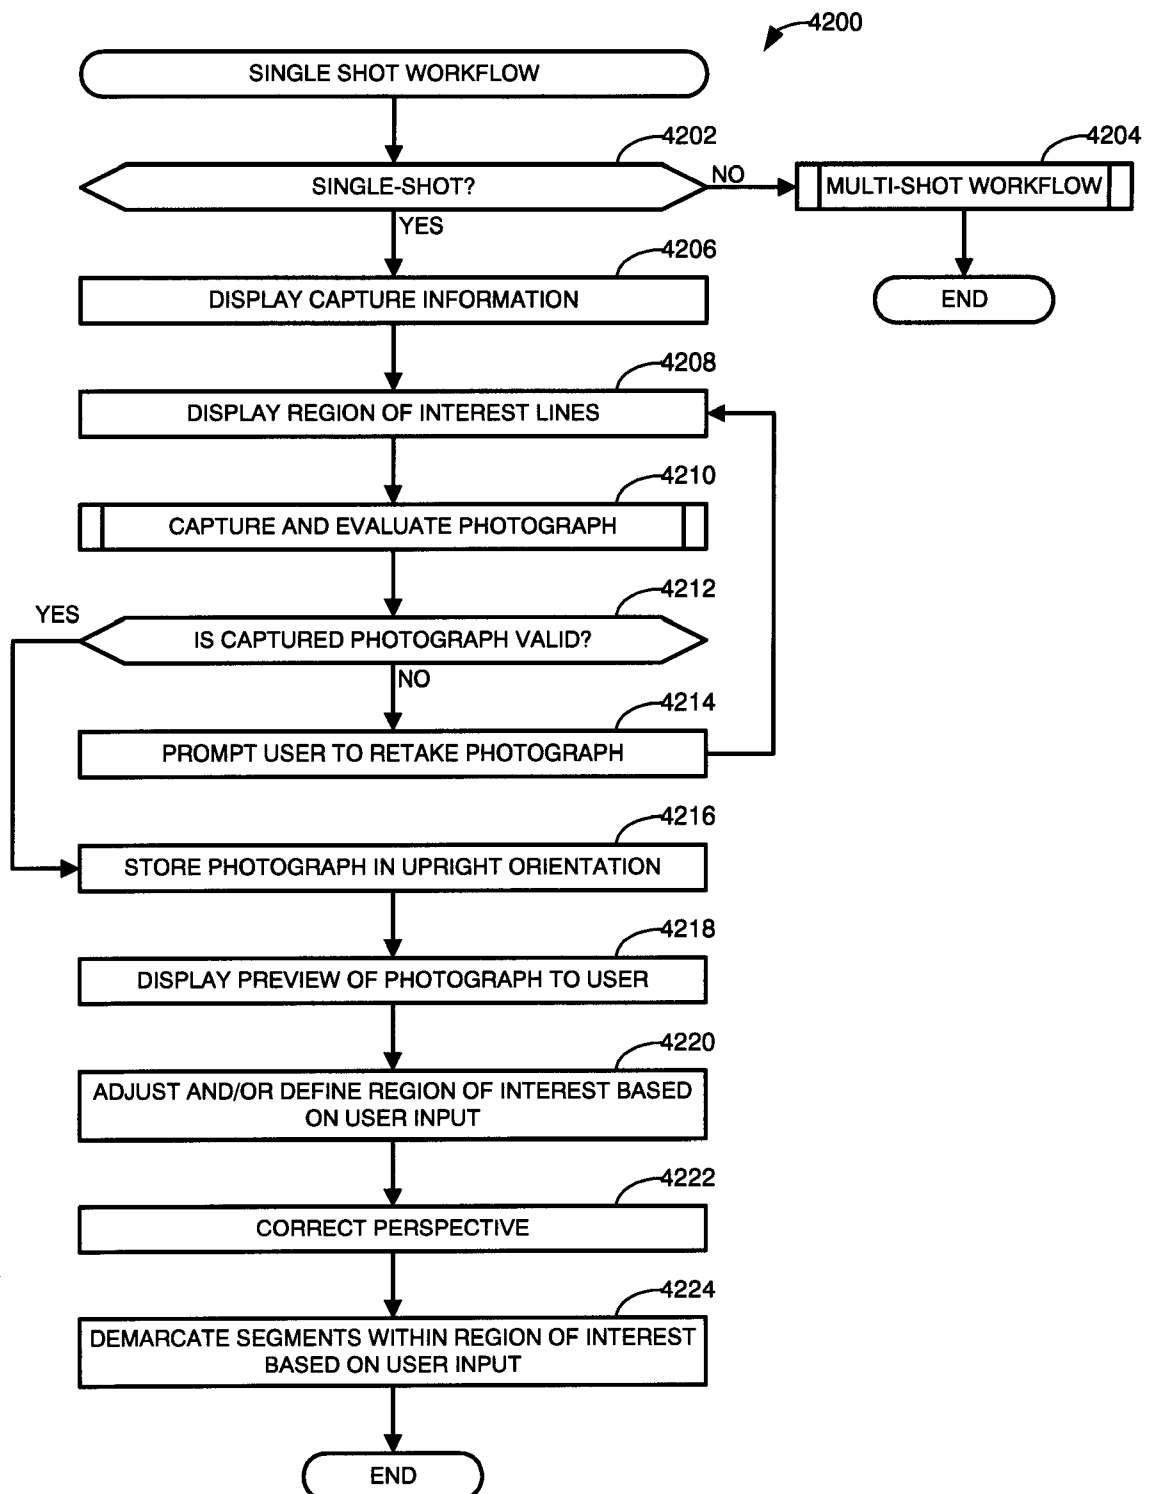 4200
SINGLE SHOT WORKFLOW
4202
SINGLE-SHOT?
NO
4204
MULTI-SHOT WORKFLOW
YES
END
4206
DISPLAY CAPTURE INFORMATION
4208
DISPLAY REGION OF INTEREST LINES
4210
CAPTURE AND EVALUATE PHOTOGRAPH
4212
YES
IS CAPTURED PHOTOGRAPH VALID?
NO
4214
PROMPT USER TO RETAKE PHOTOGRAPH
4216
STORE PHOTOGRAPH IN UPRIGHT ORIENTATION
4218
DISPLAY PREVIEW OF PHOTOGRAPH TO USER
4220
ADJUST AND/OR DEFINE REGION OF INTEREST BASED
ON USER INPUT
4222
CORRECT PERSPECTIVE
4224
DEMARCATE SEGMENTS WITHIN REGION OF INTEREST
BASED ON USER INPUT
END